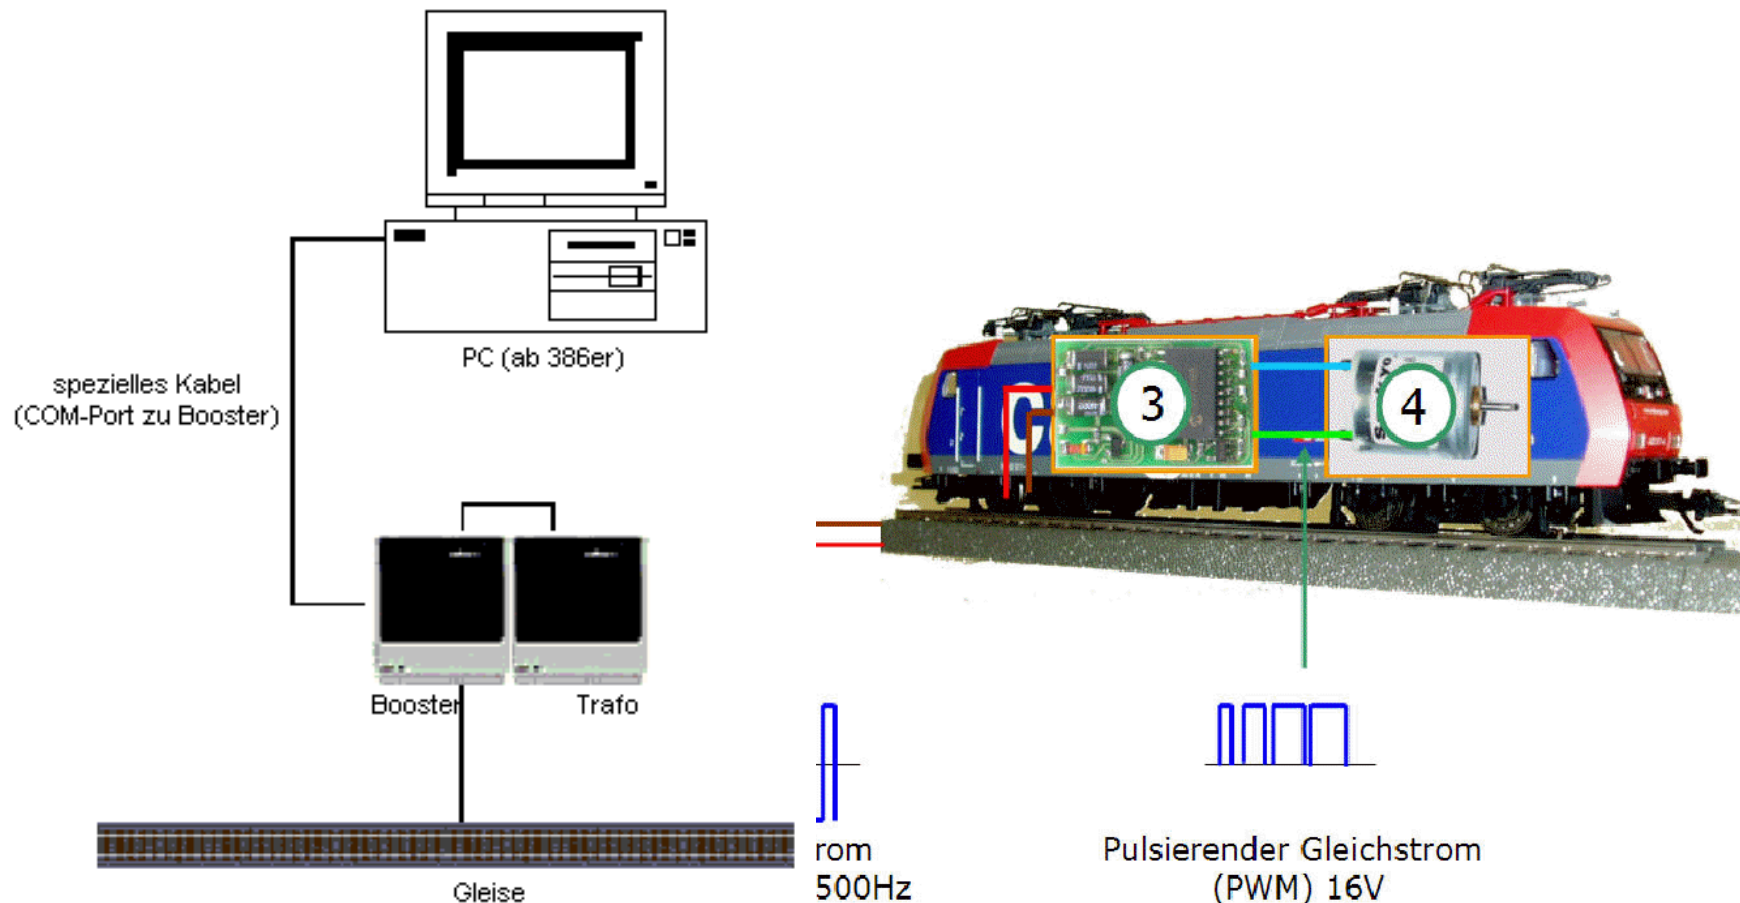 PC (ab 386er)
spezielles Kabel
(COM-Port zu Booster)
Booster
Trafo
Gleise
C
3
4
rom
500Hz
Pulsierender Gleichstrom
(PWM) 16V